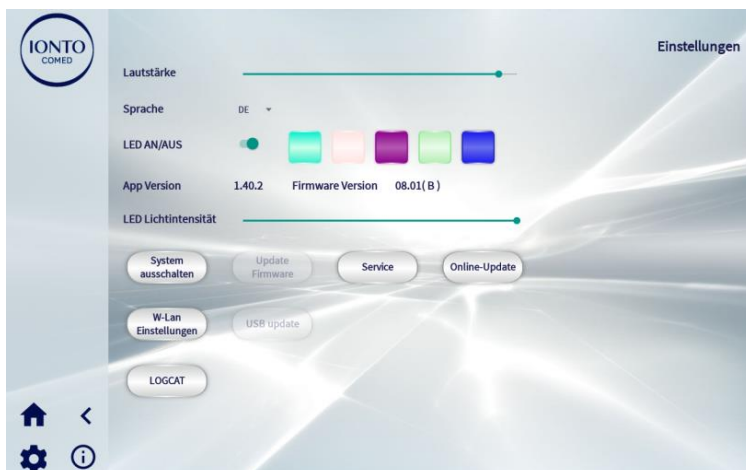 IONTO
COMED
Einstellungen
Lautstärke
Sprache DE
LED AN/AUS
App Version 1.40.2 Firmware Version 08.01( B )
LED Lichtintensität
System
ausschalten
Update
Firmware
Service
Online-Update
W-Lan
Einstellungen
USB update
LOGCAT